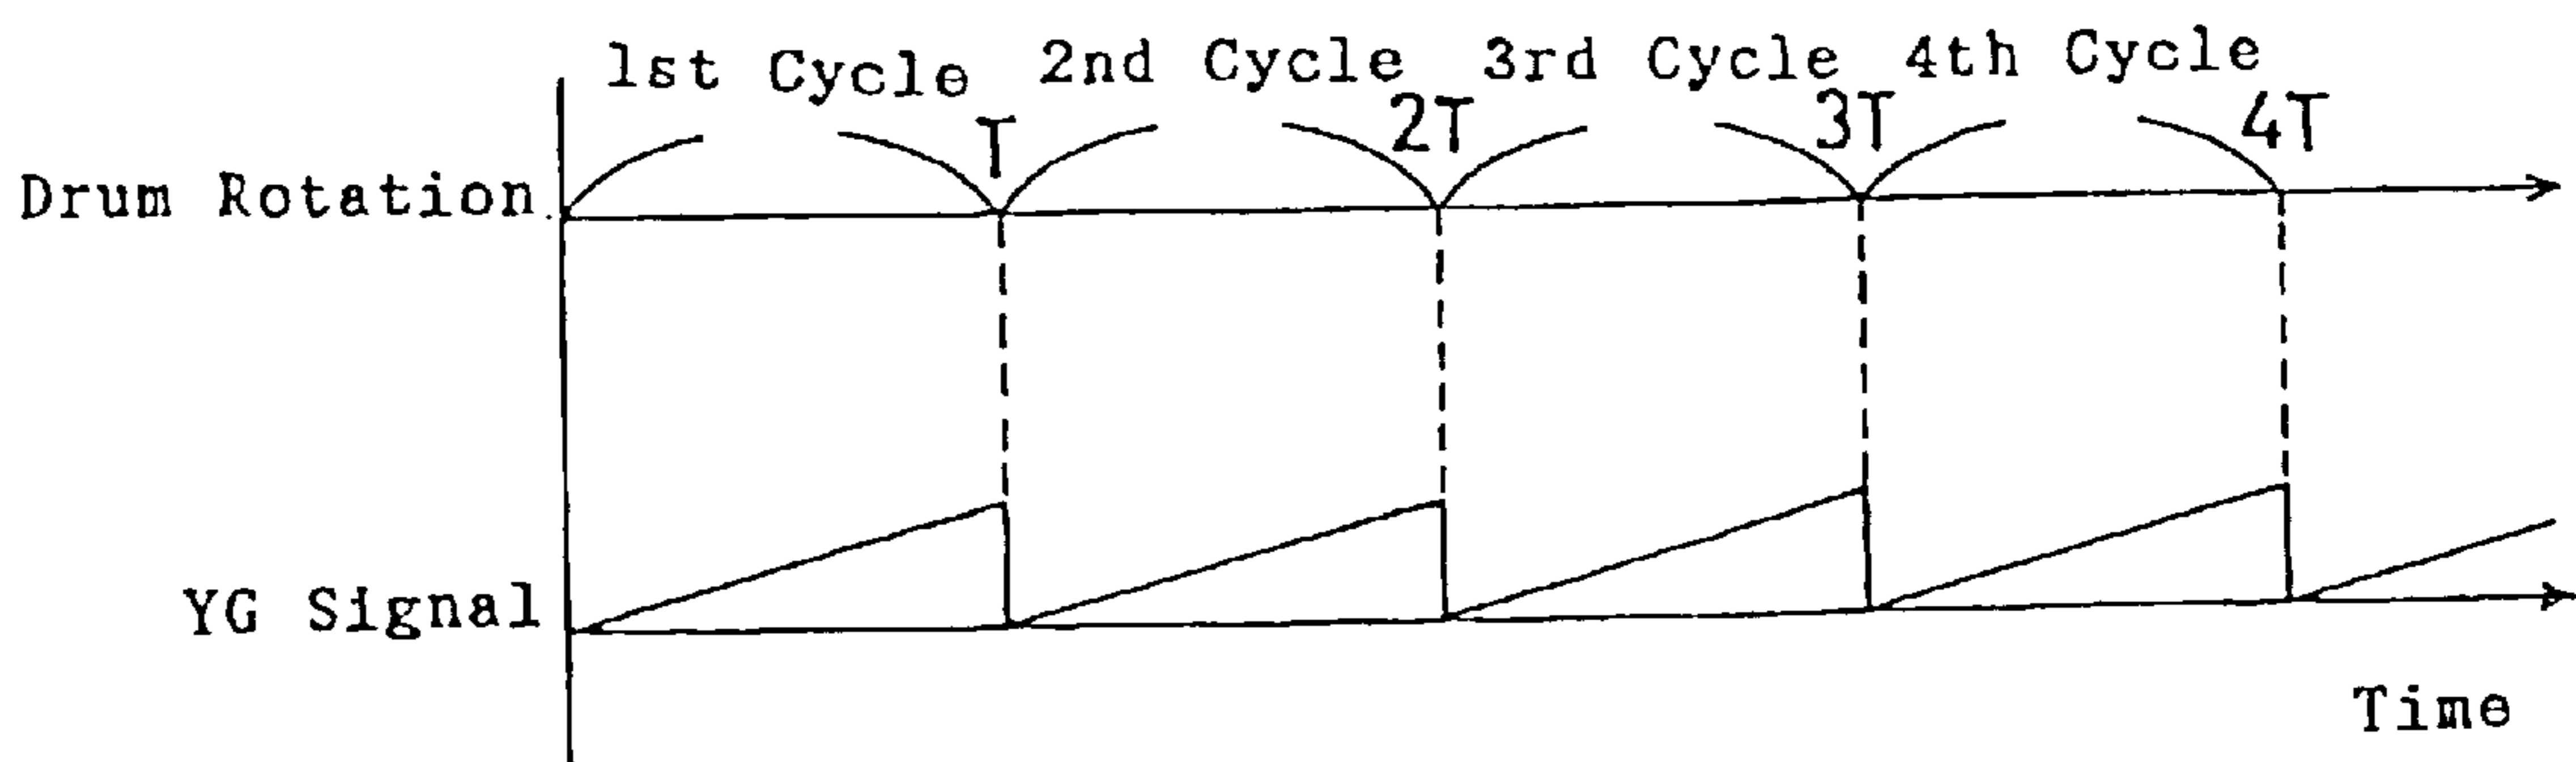 1st Cycle 2nd Cycle 3rd Cycle 4th Cycle
T 2T 3T 4T
Drum Rotation
YG Signal
Time